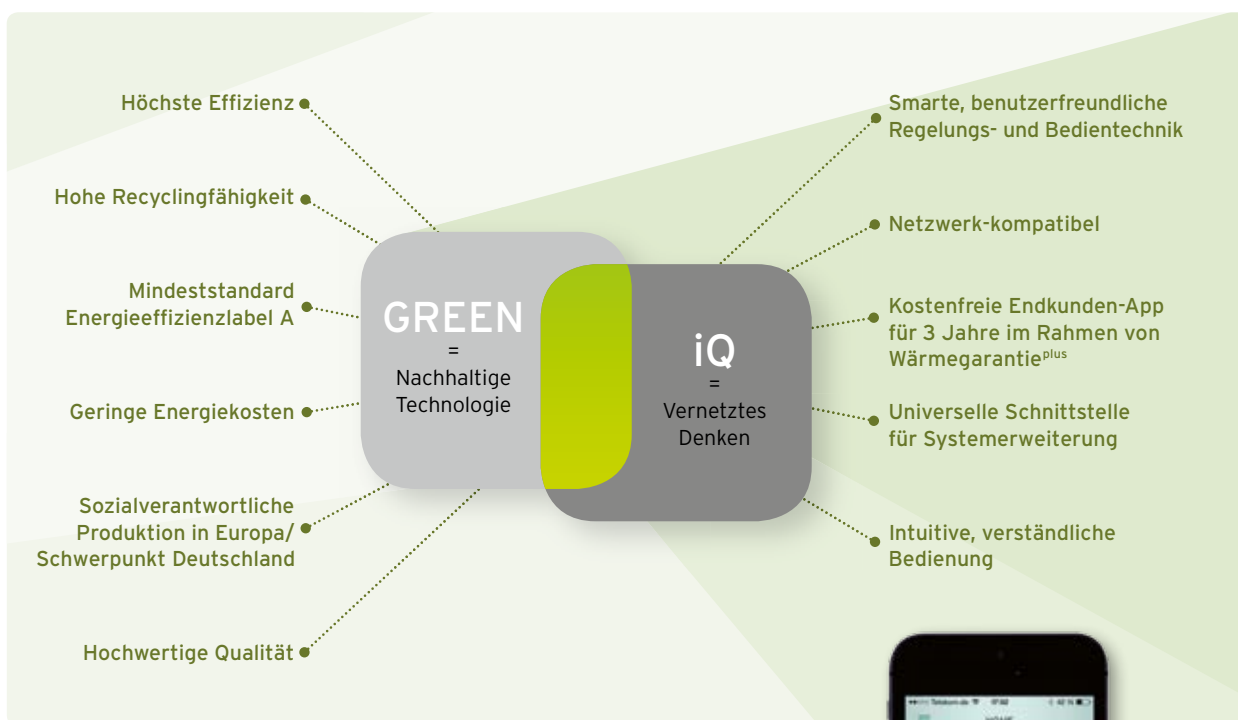 Höchste Effizienz
Hohe Recyclingfähigkeit
Mindeststandard
Energieeffizienzlabel A
Geringe Energiekosten
Sozialverantwortliche
Produktion in Europa/
Schwerpunkt Deutschland
Hochwertige Qualität
GREEN
=
Nachhaltige
Technologie
iQ
=
Vernetztes
Denken
Smarte, benutzerfreundliche
Regelungs- und Bedientechnik
Netzwerk-kompatibel
Kostenfreie Endkunden-App
für 3 Jahre im Rahmen von
Wärmegarantieplus
Universelle Schnittstelle
für Systemerweiterung
Intuitive, verständliche
Bedienung
Telekom.de